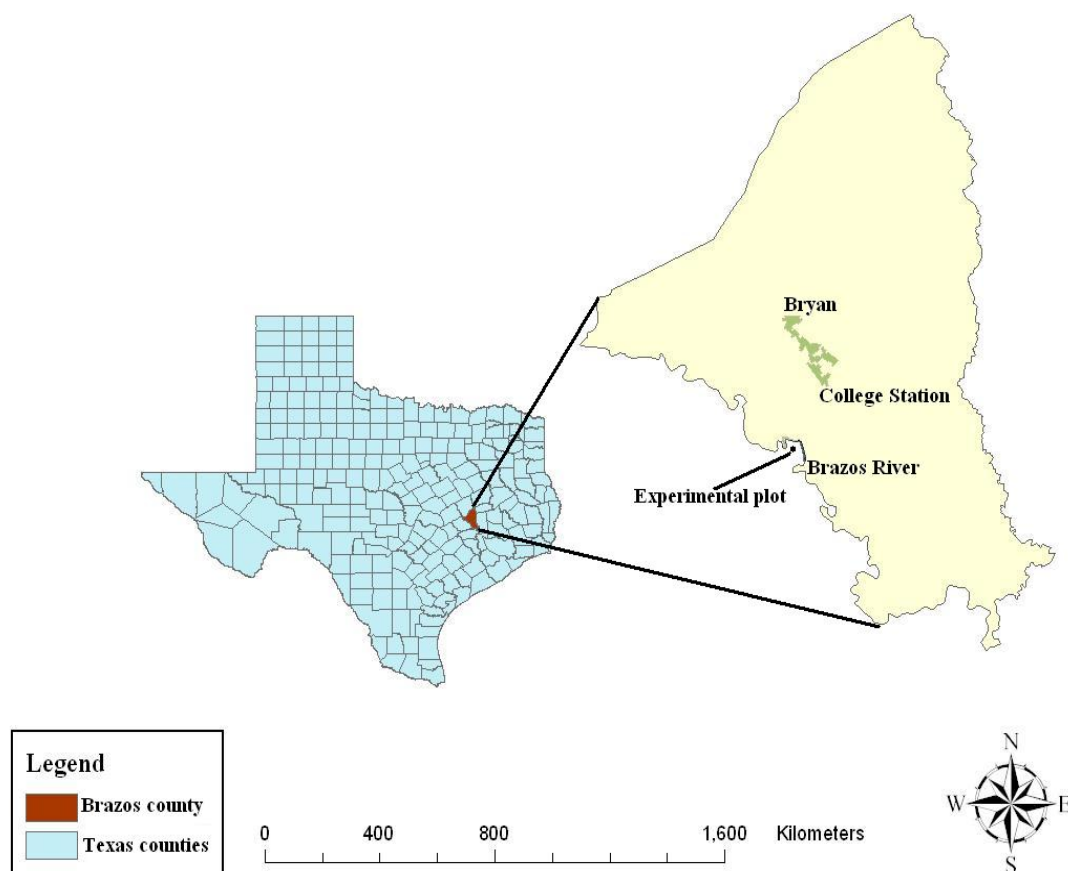 Bryan
College Station
Brazos River
Experimental plot
Legend
Brazos county
Texas counties
0 400 800 1,600 Kilometers
N
W E
S